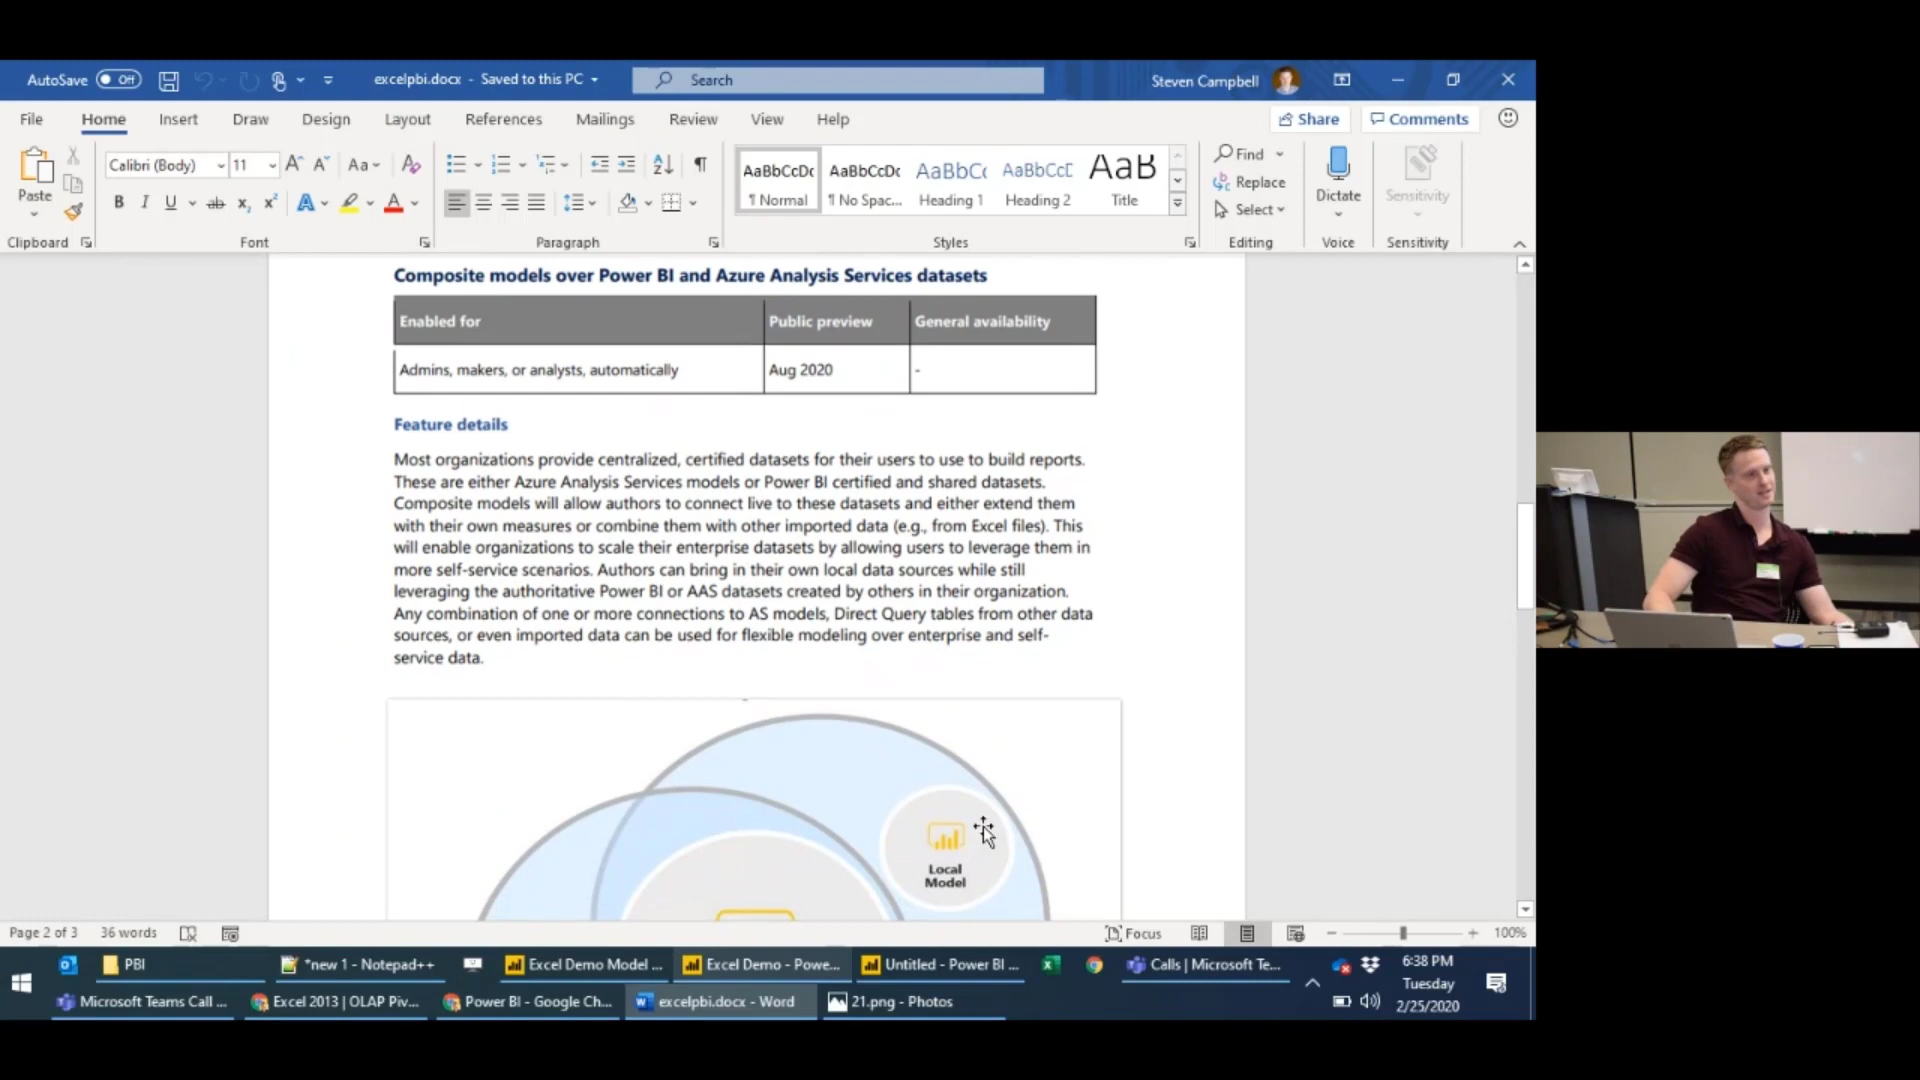 AutoSave Off excelpbi.docx - Saved to this PC Search Steven Campbell
File Home Insert Draw Design Layout References Mailings Review View Help Share Comments
Paste Calibri (Body) 11 Aa AaBbCcDc AaBbCcDc AaBbC AaBbCcD AaB Find Replace Select Dictate Sensitivity
¶ Normal ¶ No Spac... Heading 1 Heading 2 Title
Clipboard Font Paragraph Styles Editing Voice Sensitivity
Composite models over Power BI and Azure Analysis Services datasets
Enabled for Public preview General availability
Admins, makers, or analysts, automatically Aug 2020 -
Feature details
Most organizations provide centralized, certified datasets for their users to use to build reports.
These are either Azure Analysis Services models or Power BI certified and shared datasets.
Composite models will allow authors to connect live to these datasets and either extend them
with their own measures or combine them with other imported data (e.g., from Excel files). This
will enable organizations to scale their enterprise datasets by allowing users to leverage them in
more self-service scenarios. Authors can bring in their own local data sources while still
leveraging the authoritative Power BI or AAS datasets created by others in their organization.
Any combination of one or more connections to AS models, Direct Query tables from other data
sources, or even imported data can be used for flexible modeling over enterprise and self-
service data.
Local
Model
Page 2 of 3 36 words Focus 100%
PBI *new 1 - Notepad++ Excel Demo Model ... Excel Demo - Powe... Untitled - Power BI ... Calls | Microsoft Te... 6:38 PM
Tuesday
Microsoft Teams Call ... Excel 2013 | OLAP Piv... Power BI - Google Ch... excelpbi.docx - Word 21.png - Photos 2/25/2020